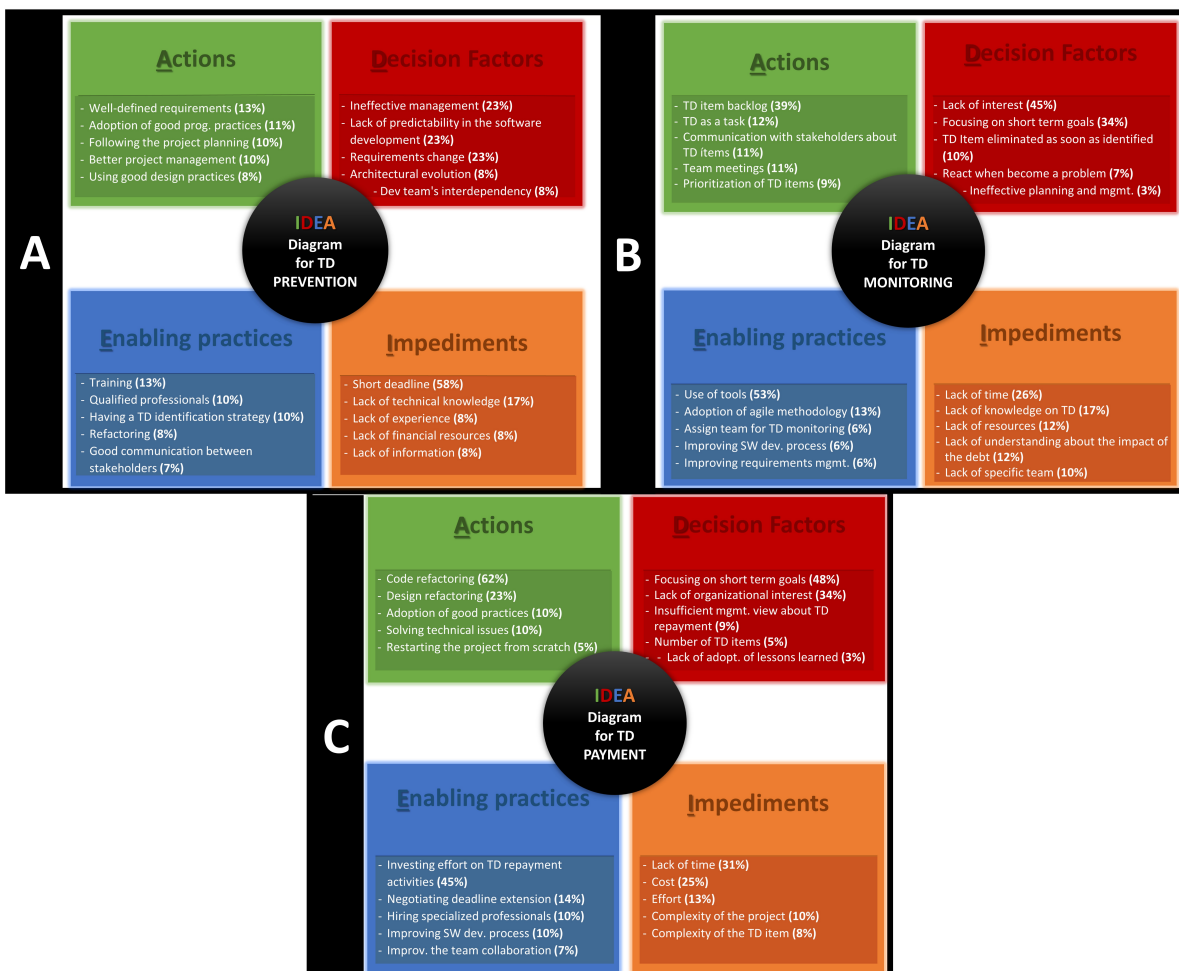 A
Actions
- Well-defined requirements (13%)
- Adoption of good prog. practices (11%)
- Following the project planning (10%)
- Better project management (10%)
- Using good design practices (8%)
Decision Factors
- Ineffective management (23%)
- Lack of predictability in the software
development (23%)
- Requirements change (23%)
- Architectural evolution (8%)
- Dev team's interdependency (8%)
IDEA
Diagram
for TD
PREVENTION
Enabling practices
- Training (13%)
- Qualified professionals (10%)
- Having a TD identification strategy (10%)
- Refactoring (8%)
- Good communication between
stakeholders (7%)
Impediments
- Short deadline (58%)
- Lack of technical knowledge (17%)
- Lack of experience (8%)
- Lack of financial resources (8%)
- Lack of information (8%)
B
Actions
- TD item backlog (39%)
- TD as a task (12%)
- Communication with stakeholders about
TD items (11%)
- Team meetings (11%)
- Prioritization of TD items (9%)
Decision Factors
- Lack of interest (45%)
- Focusing on short term goals (34%)
- TD Item eliminated as soon as identified
(10%)
- React when become a problem (7%)
- Ineffective planning and mgmt. (3%)
IDEA
Diagram
for TD
MONITORING
Enabling practices
- Use of tools (53%)
- Adoption of agile methodology (13%)
- Assign team for TD monitoring (6%)
- Improving SW dev. process (6%)
- Improving requirements mgmt. (6%)
Impediments
- Lack of time (26%)
- Lack of knowledge on TD (17%)
- Lack of resources (12%)
- Lack of understanding about the impact of
the debt (12%)
- Lack of specific team (10%)
C
Actions
- Code refactoring (62%)
- Design refactoring (23%)
- Adoption of good practices (10%)
- Solving technical issues (10%)
- Restarting the project from scratch (5%)
Decision Factors
- Focusing on short term goals (48%)
- Lack of organizational interest (34%)
- Insufficient mgmt. view about TD
repayment (9%)
- Number of TD items (5%)
- - Lack of adopt. of lessons learned (3%)
IDEA
Diagram
for TD
PAYMENT
Enabling practices
- Investing effort on TD repayment
activities (45%)
- Negotiating deadline extension (14%)
- Hiring specialized professionals (10%)
- Improving SW dev. process (10%)
- Improv. the team collaboration (7%)
Impediments
- Lack of time (31%)
- Cost (25%)
- Effort (13%)
- Complexity of the project (10%)
- Complexity of the TD item (8%)